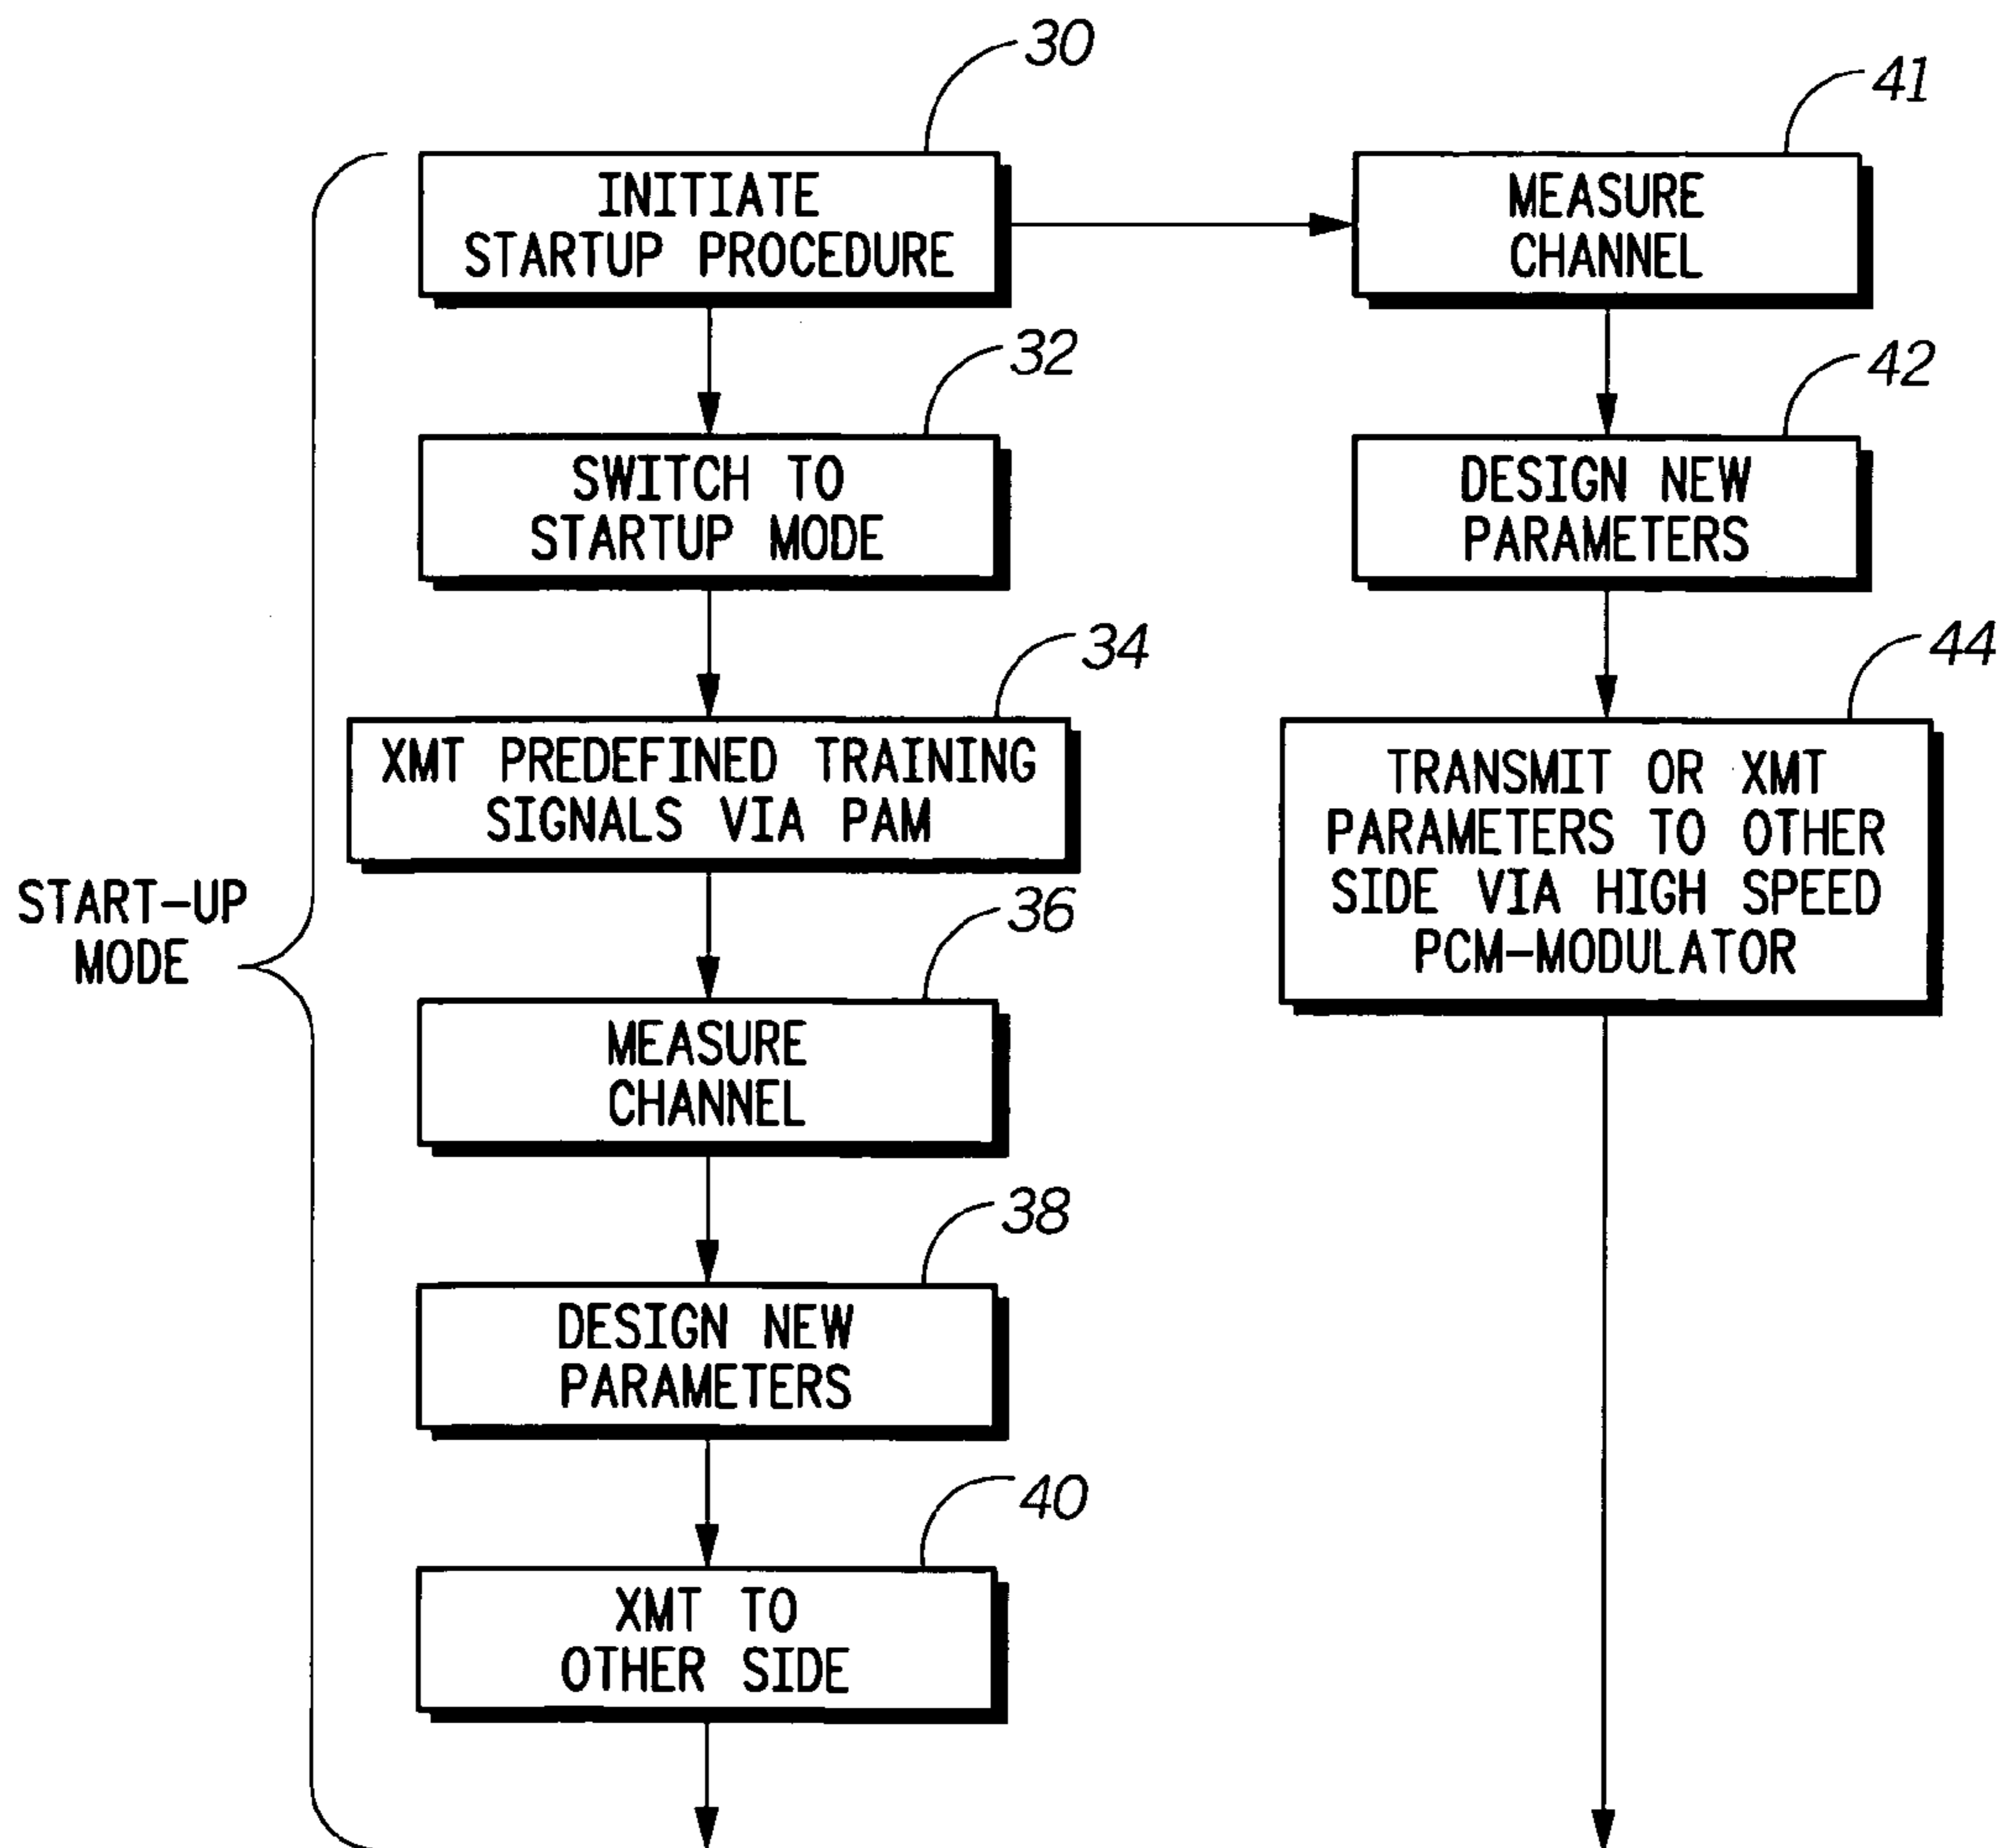 30
INITIATE
STARTUP PROCEDURE
41
MEASURE
CHANNEL
32
SWITCH TO
STARTUP MODE
42
DESIGN NEW
PARAMETERS
34
XMT PREDEFINED TRAINING
SIGNALS VIA PAM
44
TRANSMIT OR XMT
PARAMETERS TO OTHER
SIDE VIA HIGH SPEED
PCM-MODULATOR
START-UP
MODE
36
MEASURE
CHANNEL
38
DESIGN NEW
PARAMETERS
40
XMT TO
OTHER SIDE